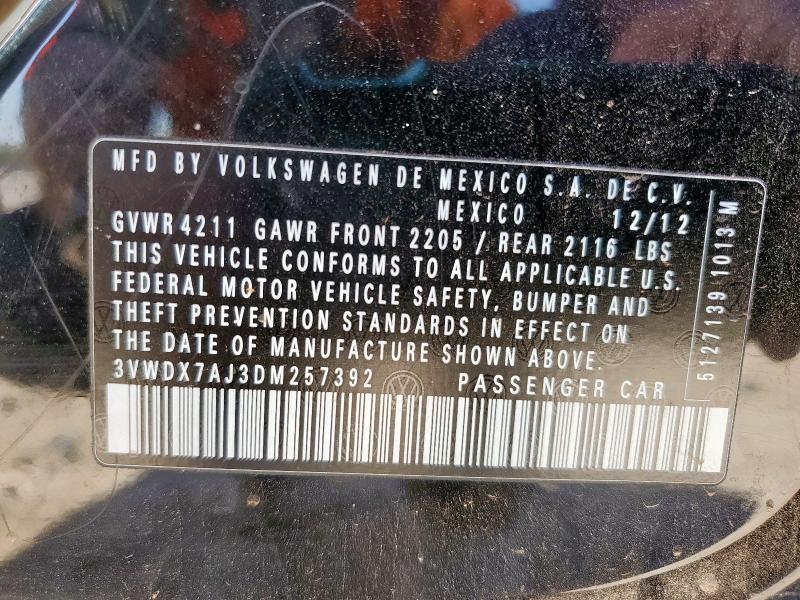 MFD BY VOLKSWAGEN DE MEXICO S.A. DE C.V.
MEXICO 12/12
GVWR 4211 GAWR FRONT 2205 / REAR 2116 LBS
THIS VEHICLE CONFORMS TO ALL APPLICABLE U.S.
FEDERAL MOTOR VEHICLE SAFETY, BUMPER AND
THEFT PREVENTION STANDARDS IN EFFECT ON
THE DATE OF MANUFACTURE SHOWN ABOVE.
3VWDX7AJ3DM257392 PASSENGER CAR
5127139 1013 M